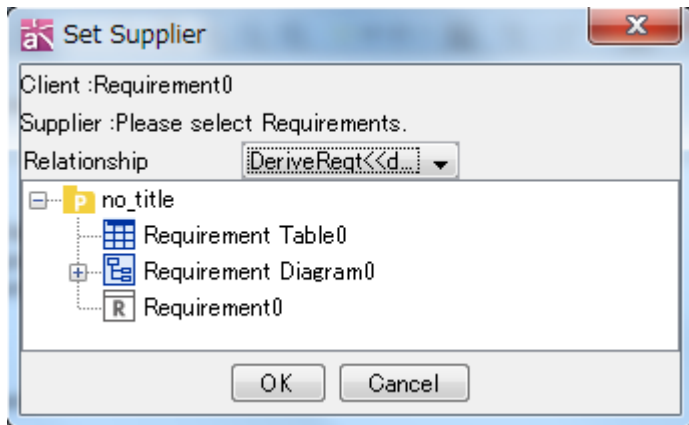 Set Supplier
Client :Requirement0
Supplier :Please select Requirements.
Relationship DeriveReqt<<d...
no_title
Requirement Table0
Requirement Diagram0
R Requirement0
OK Cancel